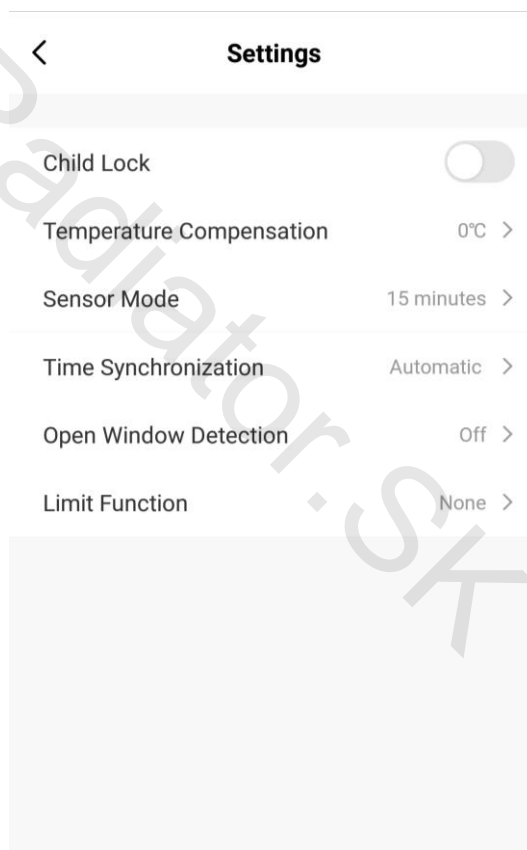 Settings
Child Lock
Temperature Compensation 0℃
Sensor Mode 15 minutes
Time Synchronization Automatic
Open Window Detection Off
Limit Function None
Radiator.SK